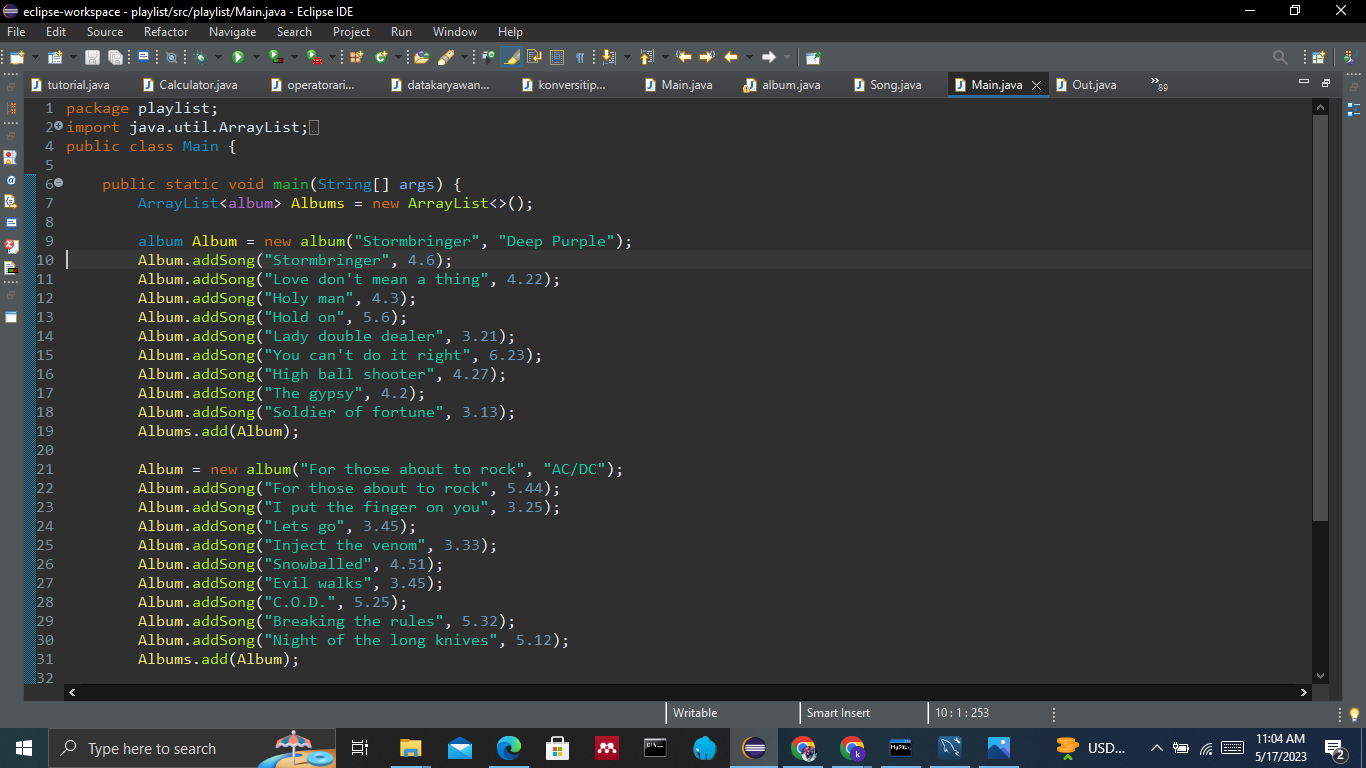 eclipse-workspace - playlist/src/playlist/Main.java - Eclipse IDE
File Edit Source Refactor Navigate Search Project Run Window Help
tutorial.java Calculator.java operatorari... datakaryawan... konversitip... Main.java album.java Song.java Main.java Out.java »89
1 package playlist;
2 import java.util.ArrayList;
4 public class Main {
5
6 public static void main(String[] args) {
7 ArrayList<album> Albums = new ArrayList<>();
8
9 album Album = new album("Stormbringer", "Deep Purple");
10 Album.addSong("Stormbringer", 4.6);
11 Album.addSong("Love don't mean a thing", 4.22);
12 Album.addSong("Holy man", 4.3);
13 Album.addSong("Hold on", 5.6);
14 Album.addSong("Lady double dealer", 3.21);
15 Album.addSong("You can't do it right", 6.23);
16 Album.addSong("High ball shooter", 4.27);
17 Album.addSong("The gypsy", 4.2);
18 Album.addSong("Soldier of fortune", 3.13);
19 Albums.add(Album);
20
21 Album = new album("For those about to rock", "AC/DC");
22 Album.addSong("For those about to rock", 5.44);
23 Album.addSong("I put the finger on you", 3.25);
24 Album.addSong("Lets go", 3.45);
25 Album.addSong("Inject the venom", 3.33);
26 Album.addSong("Snowballed", 4.51);
27 Album.addSong("Evil walks", 3.45);
28 Album.addSong("C.O.D.", 5.25);
29 Album.addSong("Breaking the rules", 5.32);
30 Album.addSong("Night of the long knives", 5.12);
31 Albums.add(Album);
32
Writable Smart Insert 10 : 1 : 253
Type here to search USD... 11:04 AM
5/17/2023 2